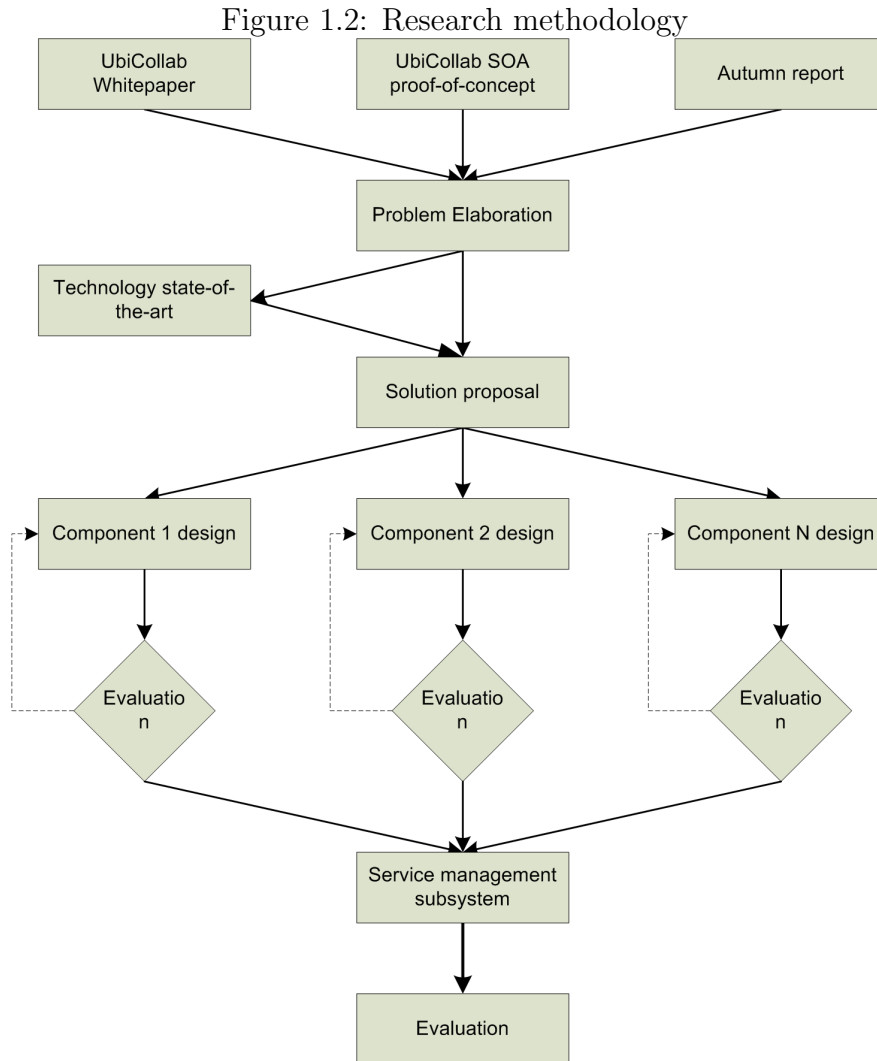 Figure 1.2: Research methodology
UbiCollab
Whitepaper
UbiCollab SOA
proof-of-concept
Autumn report
Problem Elaboration
Technology state-of-
the-art
Solution proposal
Component 1 design
Component 2 design
Component N design
Evaluatio
n
Evaluatio
n
Evaluatio
n
Service management
subsystem
Evaluation